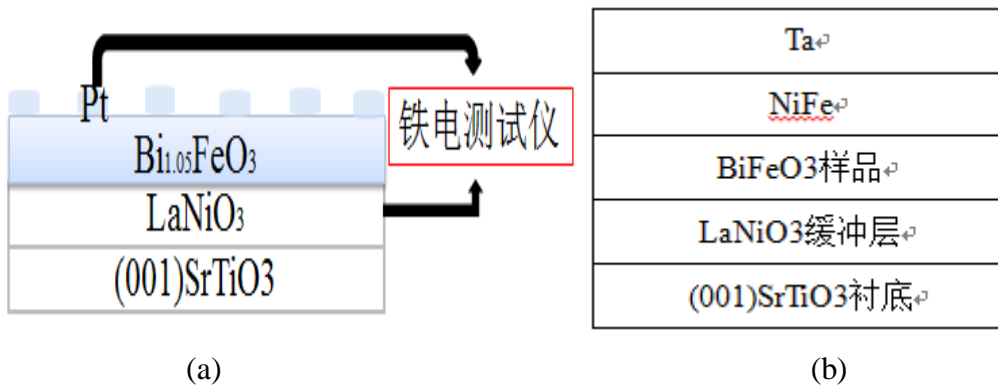 Pt
铁电测试仪
Bi1.05FeO3
LaNiO3
(001)SrTiO3
(a)
Ta
NiFe
BiFeO3样品
LaNiO3缓冲层
(001)SrTiO3衬底
(b)